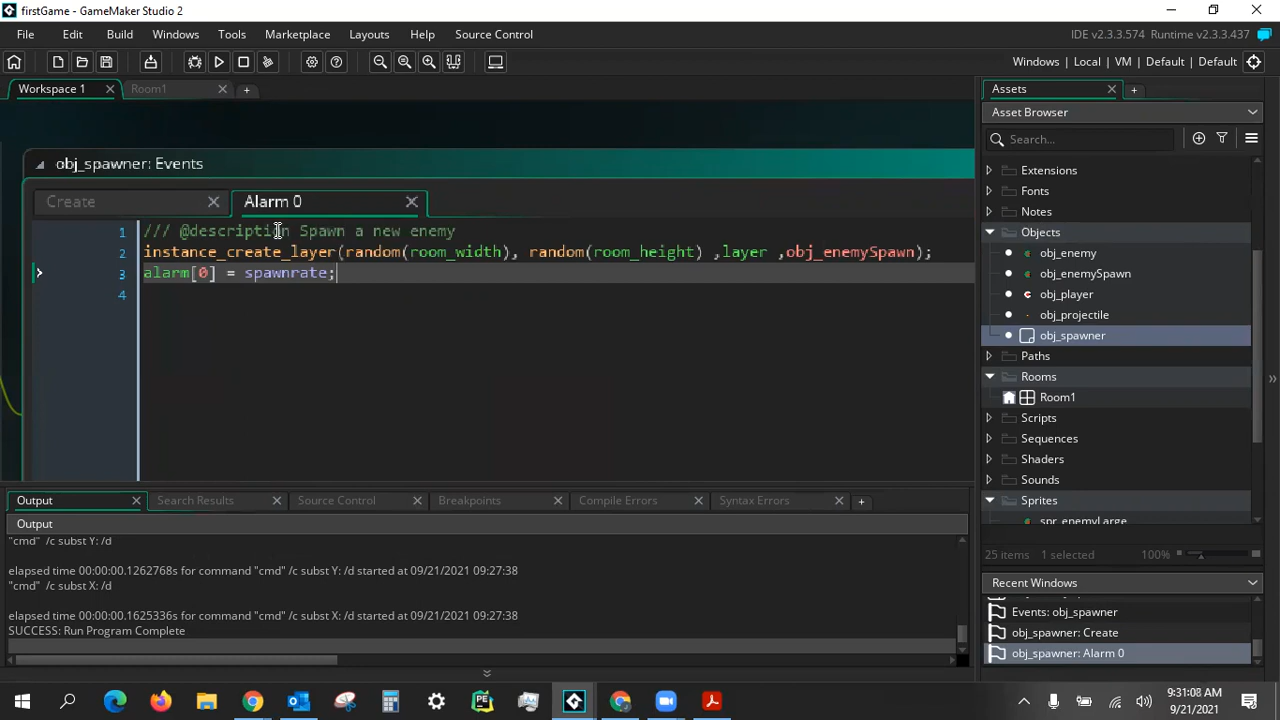 firstGame - GameMaker Studio 2
File Edit Build Windows Tools Marketplace Layouts Help Source Control
IDE v2.3.3.574 Runtime v2.3.3.437
Windows | Local | VM | Default | Default
Workspace 1 Room1
obj_spawner: Events
Create Alarm 0
1 /// @description Spawn a new enemy
2 instance_create_layer(random(room_width), random(room_height) ,layer ,obj_enemySpawn);
3 alarm[0] = spawnrate;
4
Output Search Results Source Control Breakpoints Compile Errors Syntax Errors
Output
"cmd" /c subst Y: /d
elapsed time 00:00:00.1262768s for command "cmd" /c subst Y: /d started at 09/21/2021 09:27:38
"cmd" /c subst X: /d
elapsed time 00:00:00.1625336s for command "cmd" /c subst X: /d started at 09/21/2021 09:27:38
SUCCESS: Run Program Complete
Assets
Asset Browser
Search...
Extensions
Fonts
Notes
Objects
obj_enemy
obj_enemySpawn
obj_player
obj_projectile
obj_spawner
Paths
Rooms
Room1
Scripts
Sequences
Shaders
Sounds
Sprites
spr_enemyLarge
25 items 1 selected 100%
Recent Windows
Events: obj_spawner
obj_spawner: Create
obj_spawner: Alarm 0
9:31:08 AM
9/21/2021